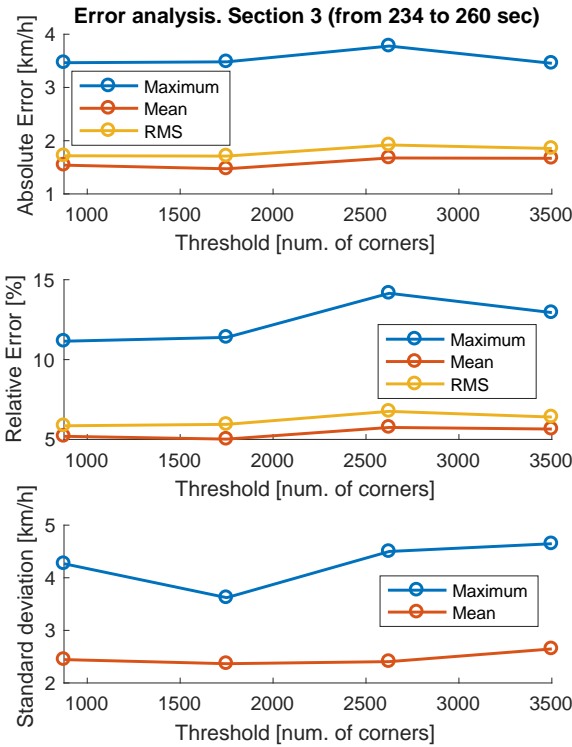 Error analysis. Section 3 (from 234 to 260 sec)
Absolute Error [km/h]
4
3
2
1
Maximum
Mean
RMS
1000 1500 2000 2500 3000 3500
Threshold [num. of corners]
Relative Error [%]
15
10
5
Maximum
Mean
RMS
1000 1500 2000 2500 3000 3500
Threshold [num. of corners]
Standard deviation [km/h]
5
4
3
2
Maximum
Mean
1000 1500 2000 2500 3000 3500
Threshold [num. of corners]